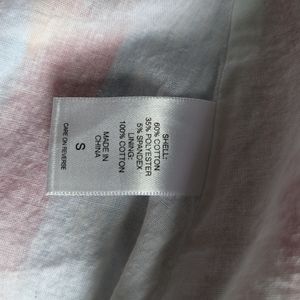 SHELL:
60% COTTON
35% POLYESTER
5% SPANDEX
LINING:
100% COTTON
MADE IN
CHINA
S
CARE ON REVERSE